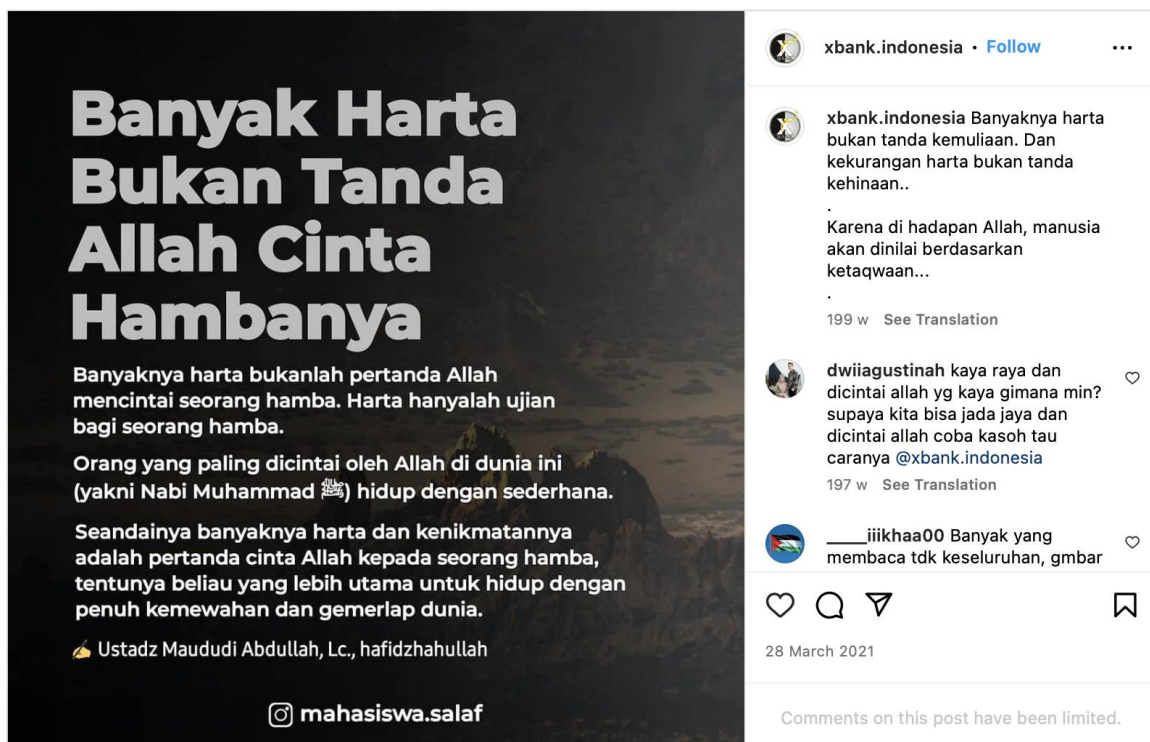 Banyak Harta
Bukan Tanda
Allah Cinta
Hambanya
Banyaknya harta bukanlah pertanda Allah
mencintai seorang hamba. Harta hanyalah ujian
bagi seorang hamba.
Orang yang paling dicintai oleh Allah di dunia ini
(yakni Nabi Muhammad ﷺ) hidup dengan sederhana.
Seandainya banyaknya harta dan kenikmatannya
adalah pertanda cinta Allah kepada seorang hamba,
tentunya beliau yang lebih utama untuk hidup dengan
penuh kemewahan dan gemerlap dunia.
✍️ Ustadz Maududi Abdullah, Lc., hafidzhahullah
mahasiswa.salaf
xbank.indonesia • Follow
xbank.indonesia Banyaknya harta
bukan tanda kemuliaan. Dan
kekurangan harta bukan tanda
kehinaan..
.
Karena di hadapan Allah, manusia
akan dinilai berdasarkan
ketaqwaan...
.
199 w See Translation
dwiiagustinah kaya raya dan
dicintai allah yg kaya gimana min?
supaya kita bisa jada jaya dan
dicintai allah coba kasoh tau
caranya @xbank.indonesia
197 w See Translation
____iiikhaa00 Banyak yang
membaca tdk keseluruhan, gmbar
28 March 2021
Comments on this post have been limited.